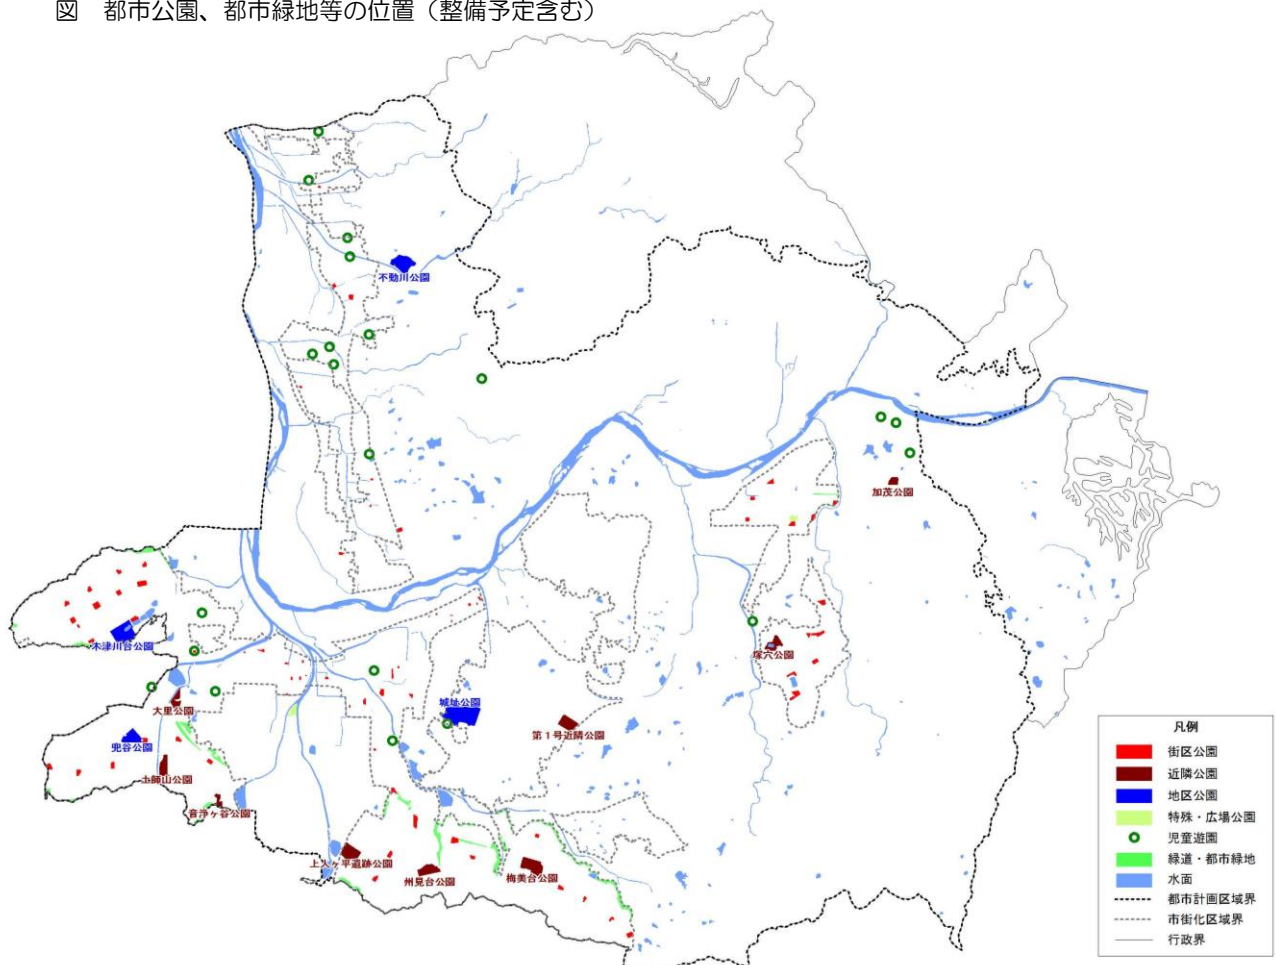 図 都市公園、都市緑地等の位置（整備予定含む）
不動川公園
加茂公園
木津川台公園
塚穴公園
大里公園
城址公園
第１号近隣公園
兜谷公園
土師山公園
音浄ヶ谷公園
上人ヶ平遺跡公園
州見台公園
梅美台公園
凡例
街区公園
近隣公園
地区公園
特殊・広場公園
児童遊園
緑道・都市緑地
水面
都市計画区域界
市街化区域界
行政界